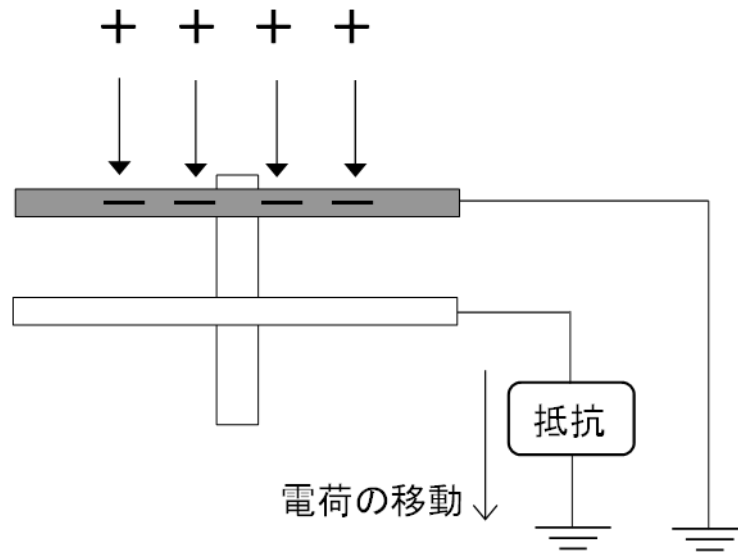 + + + +
抵抗
電荷の移動